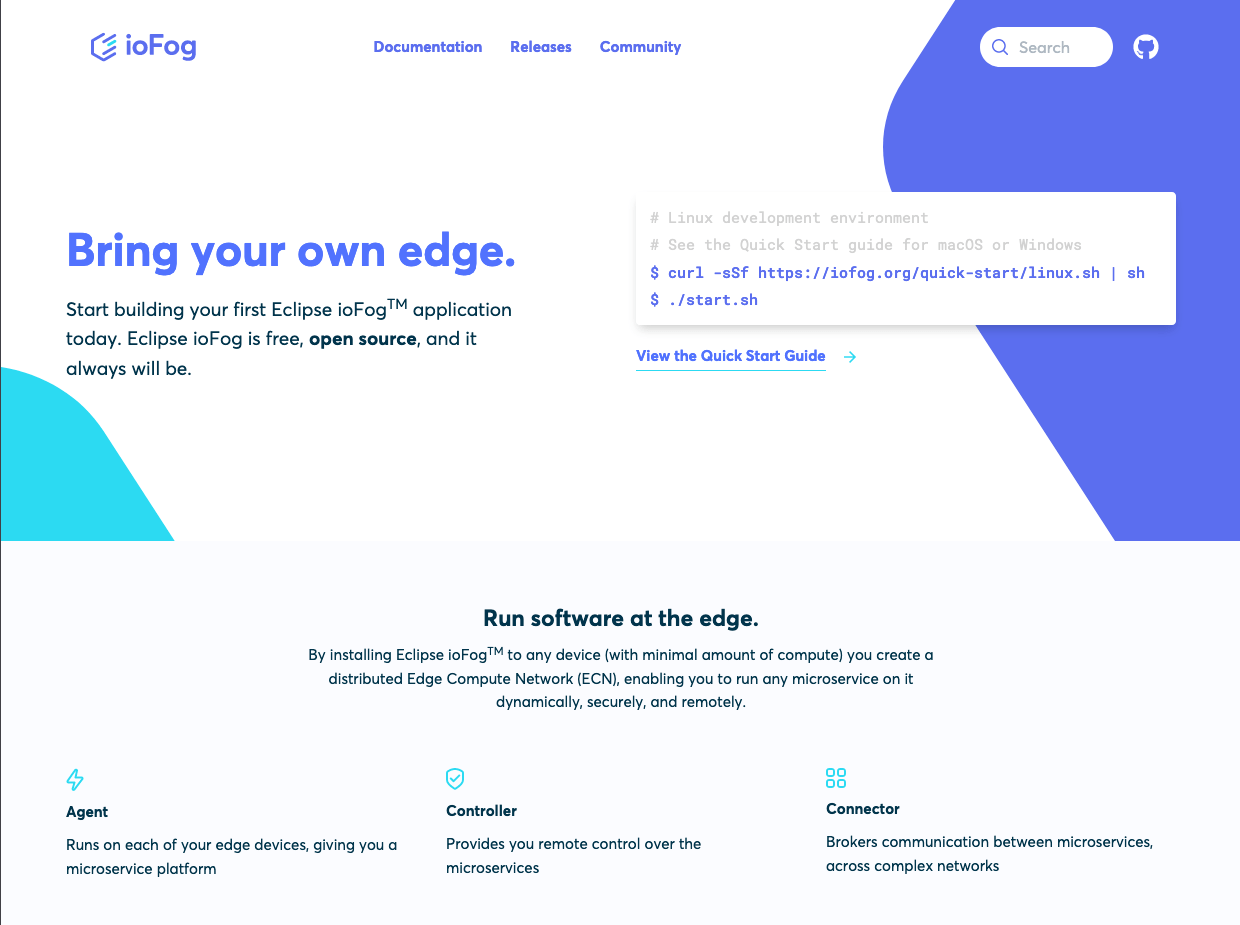 ioFog
Documentation Releases Community
Search
Bring your own edge.
Start building your first Eclipse ioFog™ application
today. Eclipse ioFog is free, open source, and it
always will be.
# Linux development environment
# See the Quick Start guide for macOS or Windows
$ curl -sSf https://iofog.org/quick-start/linux.sh | sh
$ ./start.sh
View the Quick Start Guide
Run software at the edge.
By installing Eclipse ioFog™ to any device (with minimal amount of compute) you create a
distributed Edge Compute Network (ECN), enabling you to run any microservice on it
dynamically, securely, and remotely.
Agent
Runs on each of your edge devices, giving you a
microservice platform
Controller
Provides you remote control over the
microservices
Connector
Brokers communication between microservices,
across complex networks